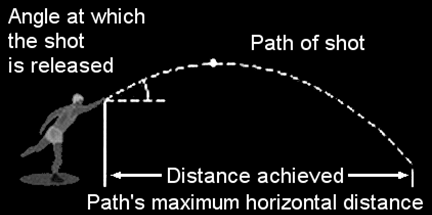 Angle at which
the shot
is released
Path of shot
Distance achieved
Path's maximum horizontal distance